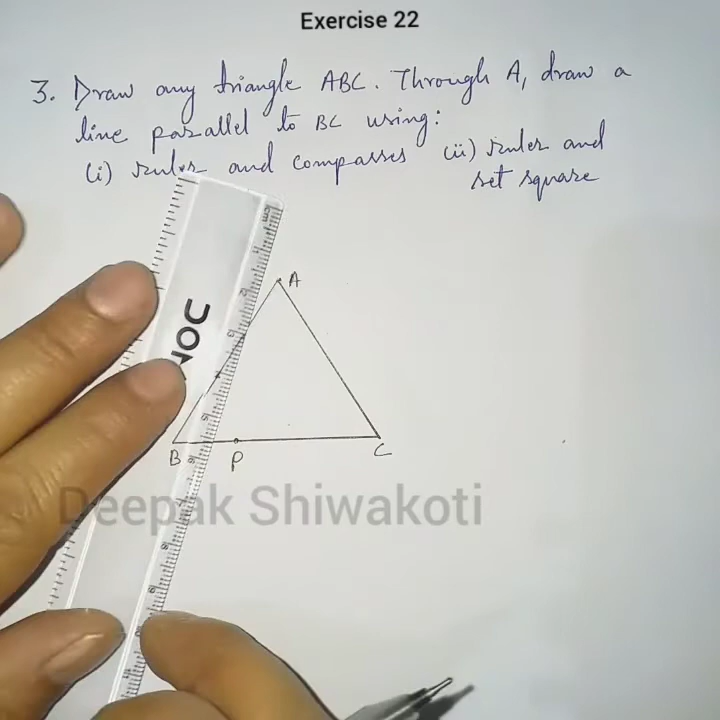 Exercise 22
3. Draw any triangle ABC. Through A, draw a
line parallel to BC using:
(i) ruler and compasses (ii) ruler and
set square
A
B
P
C
Deepak Shiwakoti
cm